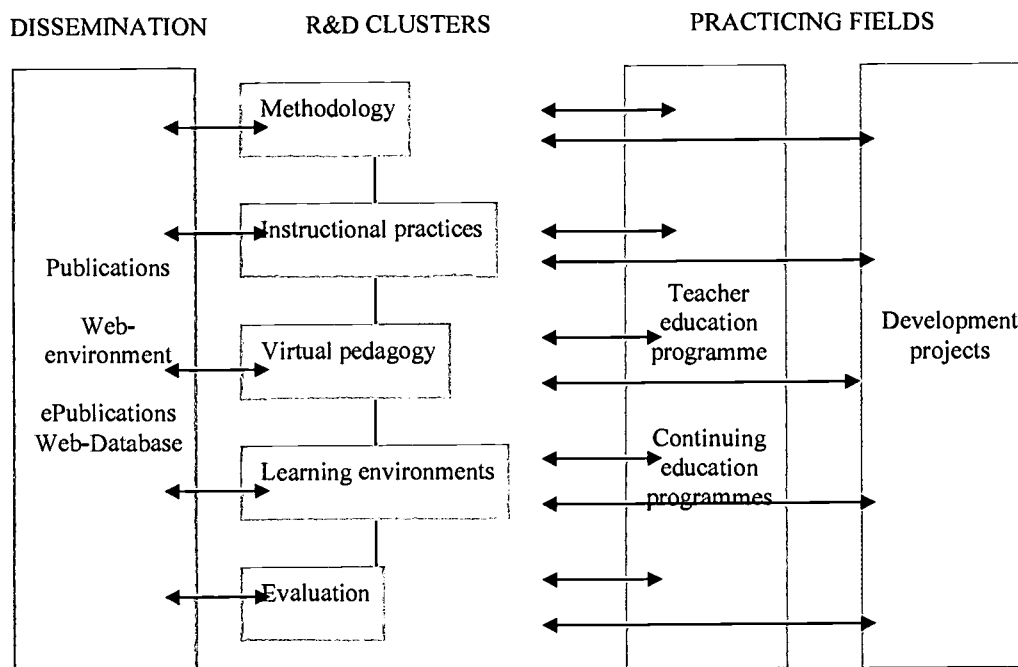 DISSEMINATION
R&D CLUSTERS
PRACTICING FIELDS
Publications
Web-
environment
ePublications
Web-Database
Methodology
Instructional practices
Virtual pedagogy
Learning environments
Evaluation
Teacher
education
programme
Continuing
education
programmes
Development
projects